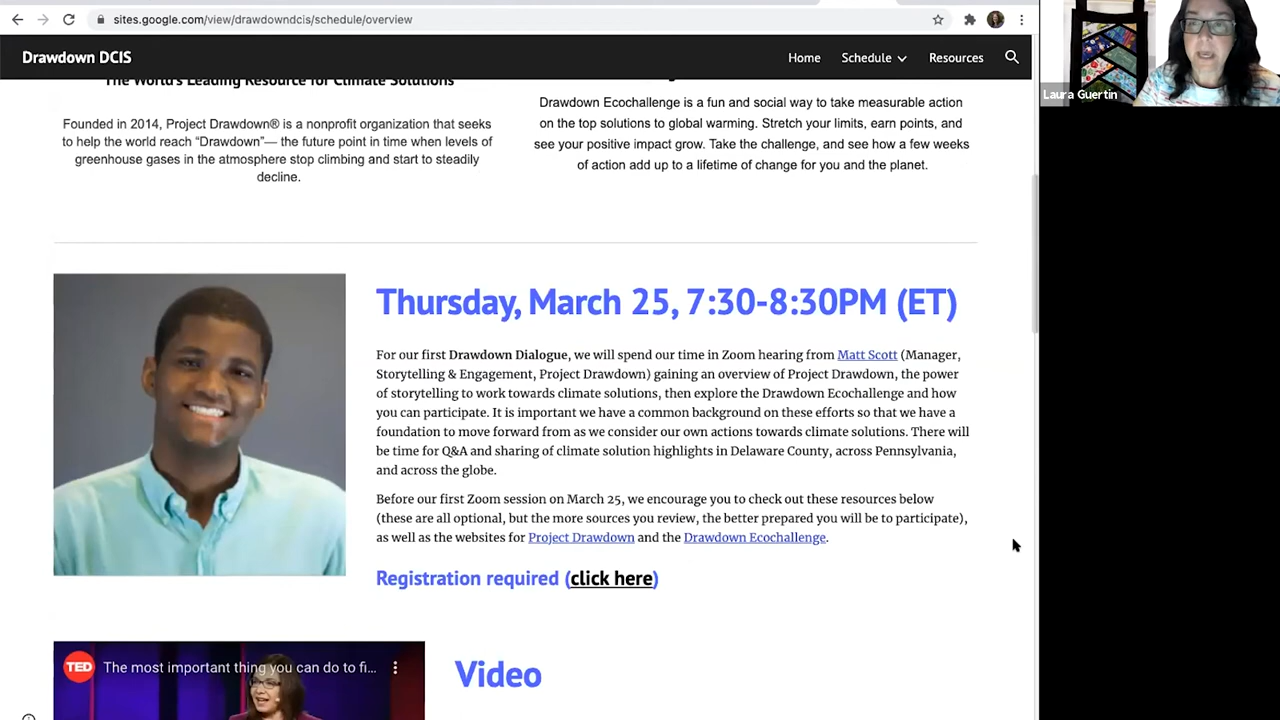 sites.google.com/view/drawdowndcis/schedule/overview
Drawdown DCIS
Home
Schedule
Resources
Laura Guertin
The World's Leading Resource for Climate Solutions
Founded in 2014, Project Drawdown® is a nonprofit organization that seeks
to help the world reach “Drawdown”— the future point in time when levels of
greenhouse gases in the atmosphere stop climbing and start to steadily
decline.
Drawdown Ecochallenge is a fun and social way to take measurable action
on the top solutions to global warming. Stretch your limits, earn points, and
see your positive impact grow. Take the challenge, and see how a few weeks
of action add up to a lifetime of change for you and the planet.
Thursday, March 25, 7:30-8:30PM (ET)
For our first Drawdown Dialogue, we will spend our time in Zoom hearing from Matt Scott (Manager,
Storytelling & Engagement, Project Drawdown) gaining an overview of Project Drawdown, the power
of storytelling to work towards climate solutions, then explore the Drawdown Ecochallenge and how
you can participate. It is important we have a common background on these efforts so that we have a
foundation to move forward from as we consider our own actions towards climate solutions. There will
be time for Q&A and sharing of climate solution highlights in Delaware County, across Pennsylvania,
and across the globe.
Before our first Zoom session on March 25, we encourage you to check out these resources below
(these are all optional, but the more sources you review, the better prepared you will be to participate),
as well as the websites for Project Drawdown and the Drawdown Ecochallenge.
Registration required (click here)
TED
The most important thing you can do to fi...
Video